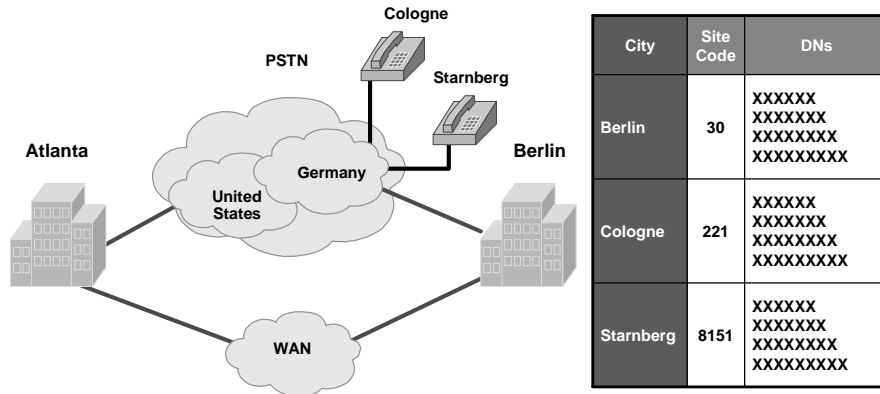 Cologne
PSTN
Starnberg
Atlanta
Berlin
Germany
United
States
WAN
City
Site
Code
DNs
Berlin
30
XXXXXX
XXXXXXX
XXXXXXXX
XXXXXXXXX
Cologne
221
XXXXXX
XXXXXXX
XXXXXXXX
XXXXXXXXX
Starnberg
8151
XXXXXX
XXXXXXX
XXXXXXXX
XXXXXXXXX